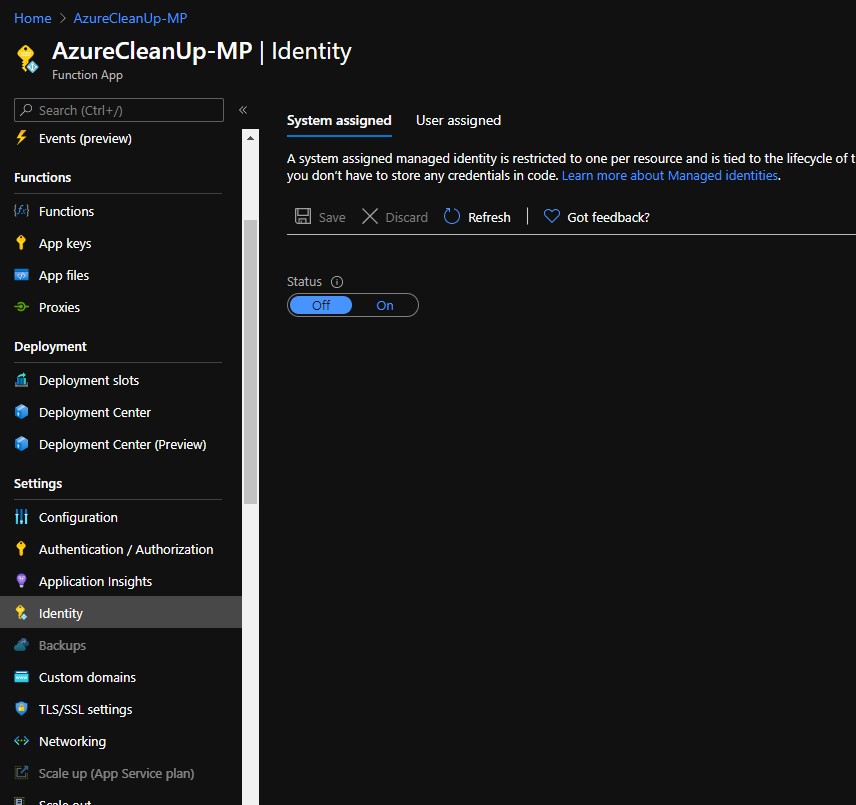 Home > AzureCleanUp-MP
AzureCleanUp-MP | Identity
Function App
Search (Ctrl+/)
«
Events (preview)
Functions
Functions
App keys
App files
Proxies
Deployment
Deployment slots
Deployment Center
Deployment Center (Preview)
Settings
Configuration
Authentication / Authorization
Application Insights
Identity
Backups
Custom domains
TLS/SSL settings
Networking
Scale up (App Service plan)
Scale out
System assigned User assigned
A system assigned managed identity is restricted to one per resource and is tied to the lifecycle of
you don't have to store any credentials in code. Learn more about Managed identities.
Save Discard Refresh | Got feedback?
Status
Off On